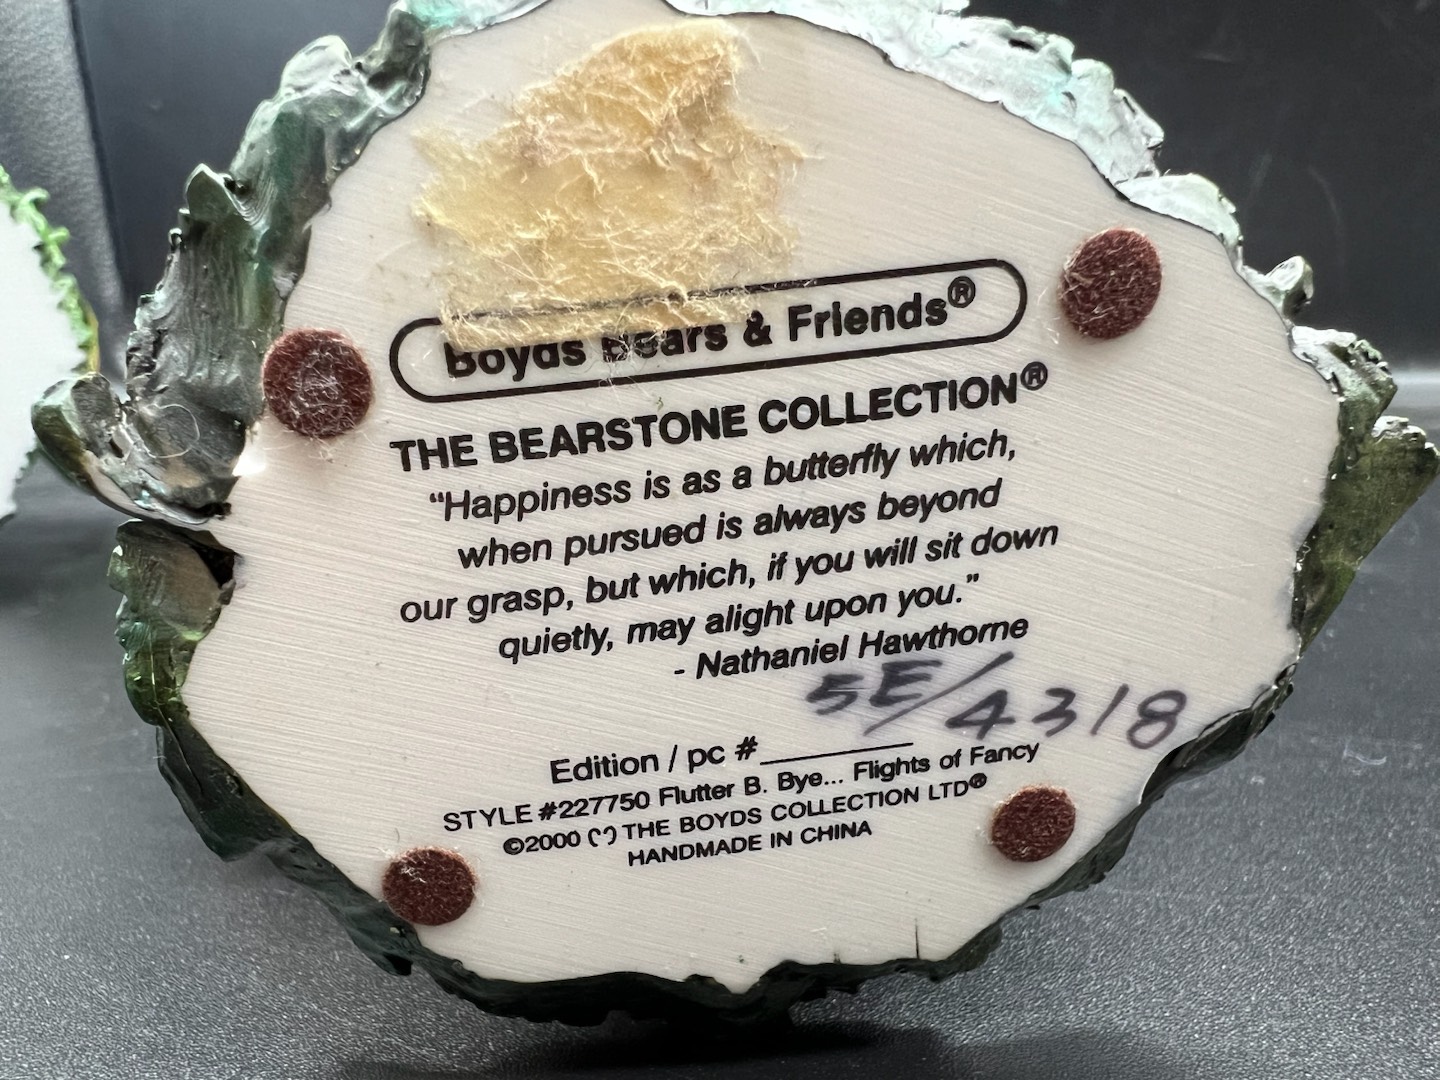 Boyds Bears & Friends®
THE BEARSTONE COLLECTION®
“Happiness is as a butterfly which,
when pursued is always beyond
our grasp, but which, if you will sit down
quietly, may alight upon you.”
- Nathaniel Hawthorne
5E/4318
Edition / pc #
STYLE #227750 Flutter B. Bye... Flights of Fancy
©2000 THE BOYDS COLLECTION LTD®
HANDMADE IN CHINA